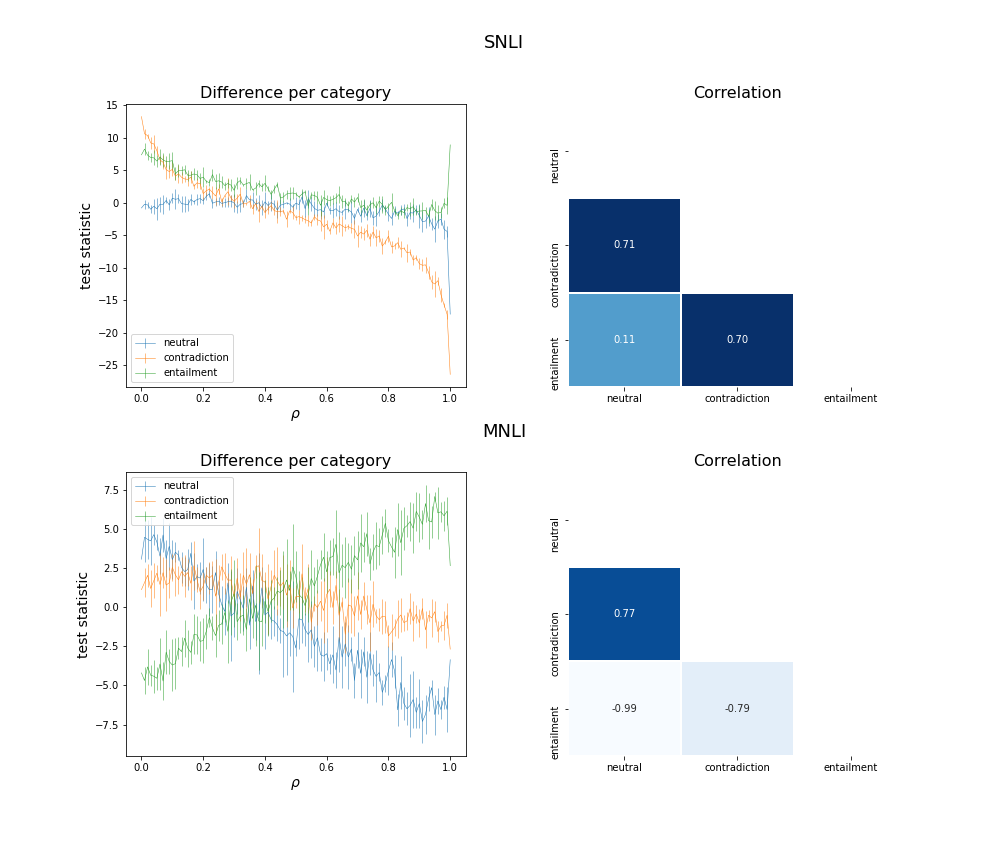 SNLI
Difference per category
15
10
5
0
−5
−10
−15
−20
−25
test statistic
neutral
contradiction
entailment
0.0 0.2 0.4 0.6 0.8 1.0
ρ
Correlation
neutral
contradiction
entailment
0.71
0.11 0.70
neutral contradiction entailment
MNLI
Difference per category
7.5
5.0
2.5
0.0
−2.5
−5.0
−7.5
test statistic
neutral
contradiction
entailment
0.0 0.2 0.4 0.6 0.8 1.0
ρ
Correlation
neutral
contradiction
entailment
0.77
-0.99 -0.79
neutral contradiction entailment